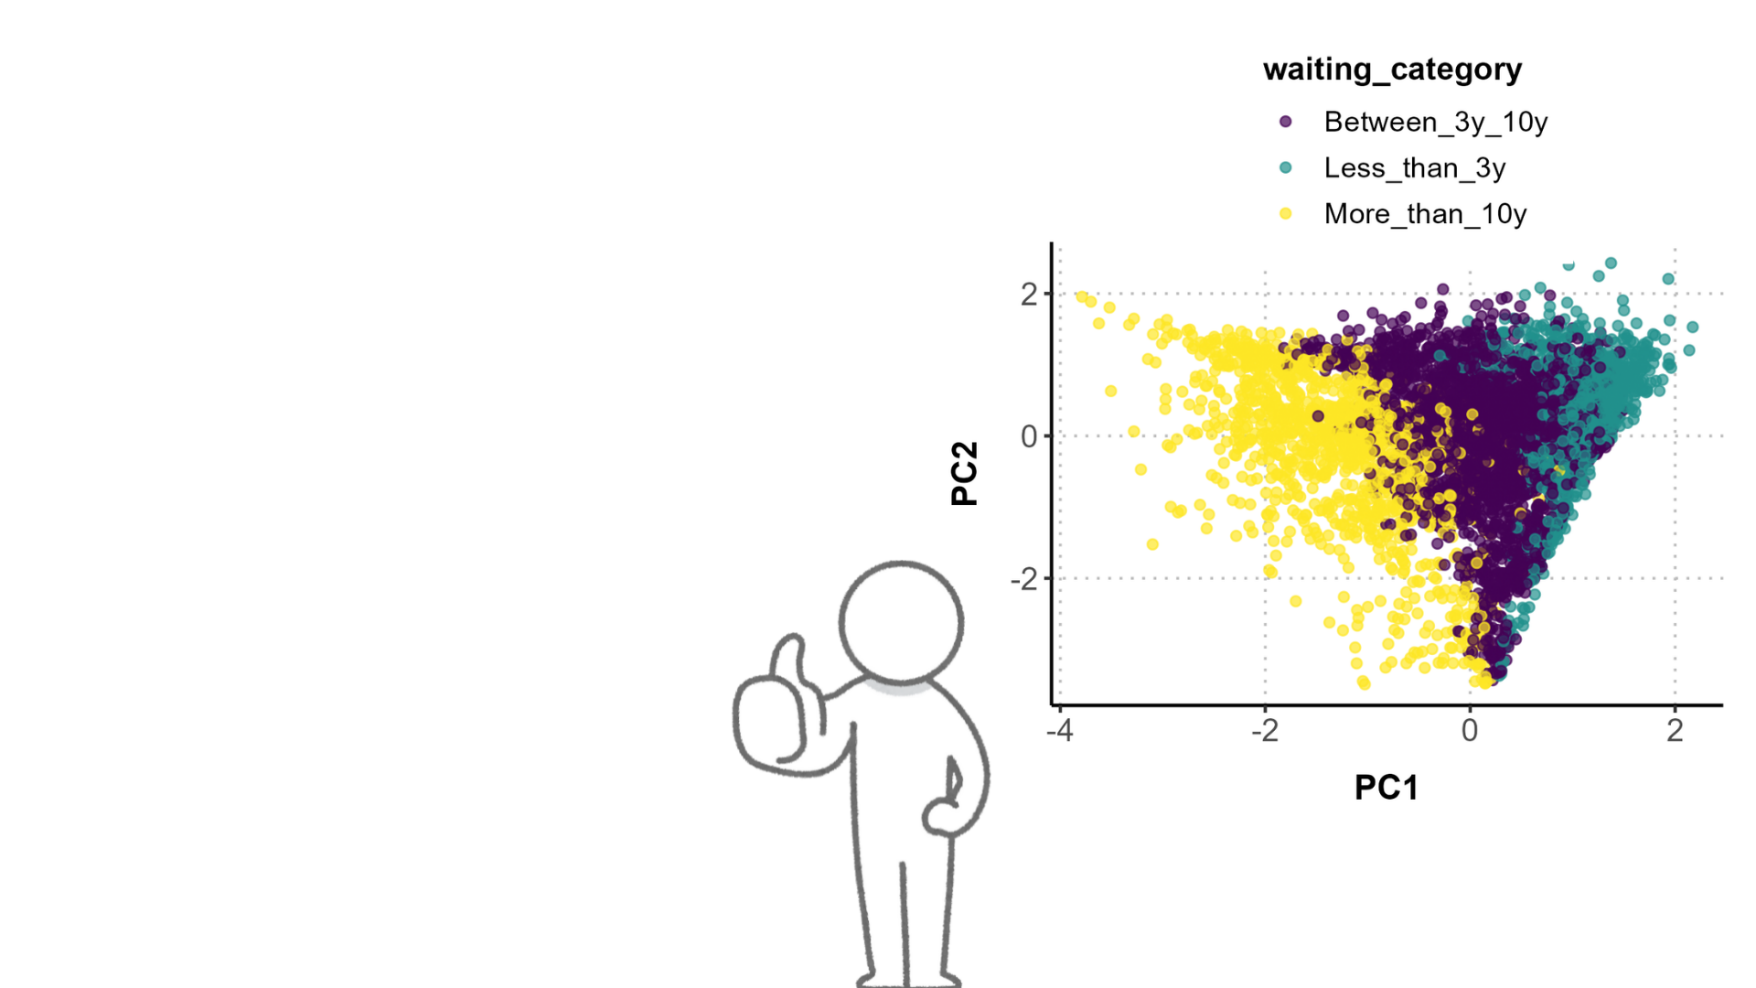 waiting_category
Between_3y_10y
Less_than_3y
More_than_10y
2
0
-2
PC2
-4 -2 0 2
PC1